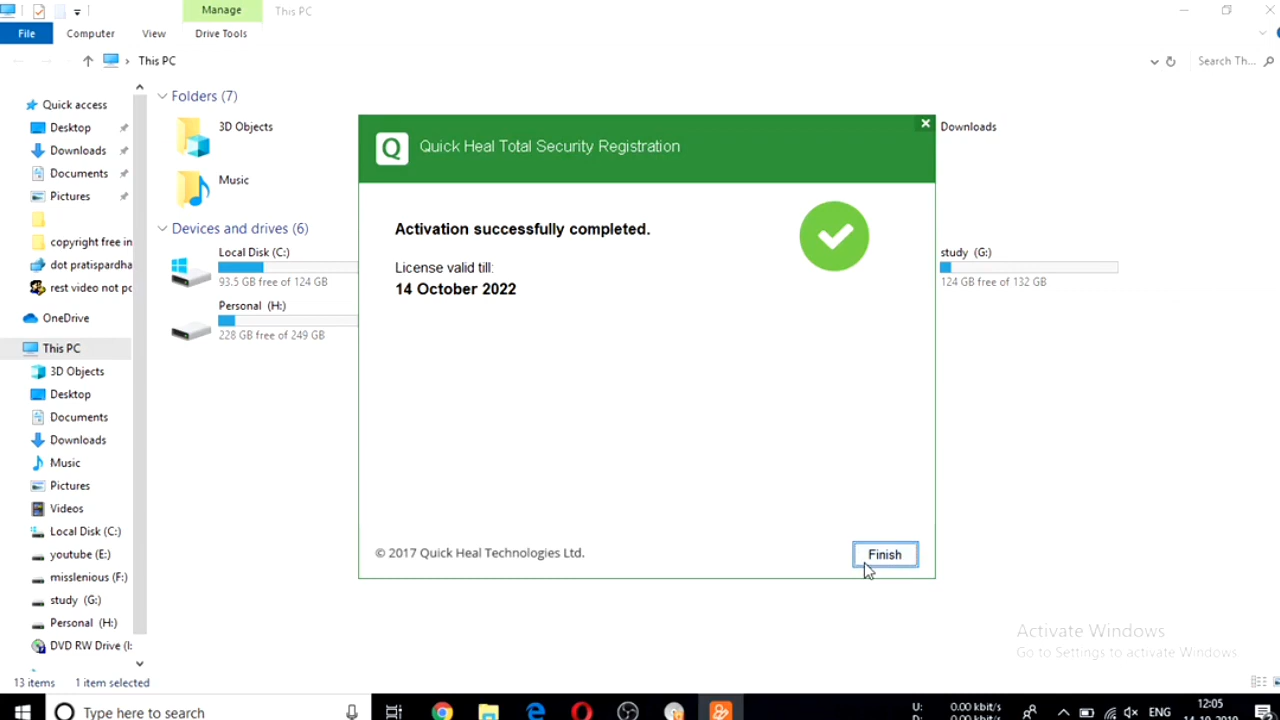 Manage
This PC
File
Computer
View
Drive Tools
This PC
Search Th...
Quick access
Desktop
Downloads
Documents
Pictures
copyright free in
dot pratispardha
rest video not po
OneDrive
This PC
3D Objects
Desktop
Documents
Downloads
Music
Pictures
Videos
Local Disk (C:)
youtube (E:)
misslenious (F:)
study (G:)
Personal (H:)
DVD RW Drive (I:
Folders (7)
3D Objects
Downloads
Music
Devices and drives (6)
Local Disk (C:)
93.5 GB free of 124 GB
study (G:)
124 GB free of 132 GB
Personal (H:)
228 GB free of 249 GB
Q Quick Heal Total Security Registration
Activation successfully completed.
License valid till:
14 October 2022
© 2017 Quick Heal Technologies Ltd.
Finish
Activate Windows
Go to Settings to activate Windows
13 items
1 item selected
Type here to search
U: 0.00 kbit/s
ENG
12:05